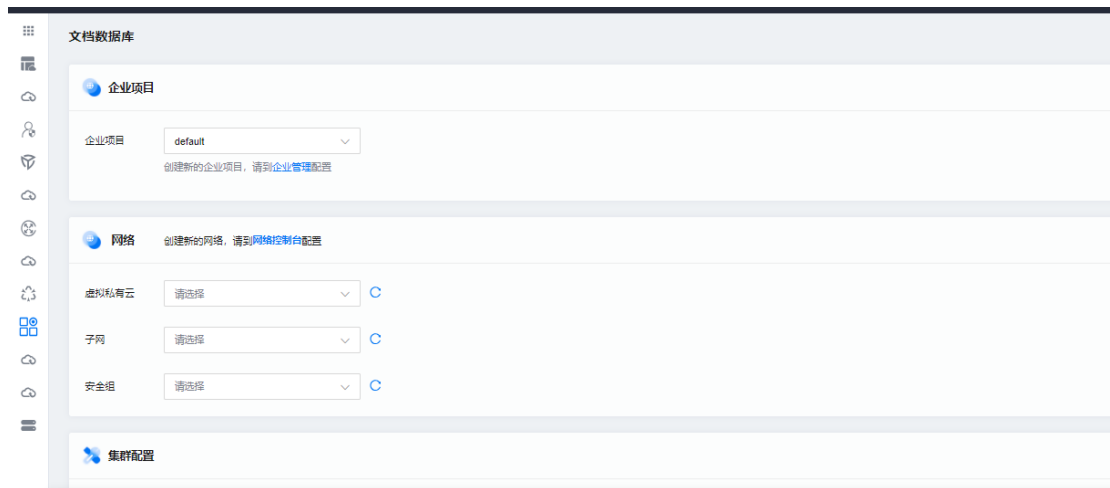 文档数据库
企业项目
企业项目 default
创建新的企业项目，请到企业管理配置
网络 创建新的网络，请到网络控制台配置
虚拟私有云 请选择
子网 请选择
安全组 请选择
集群配置